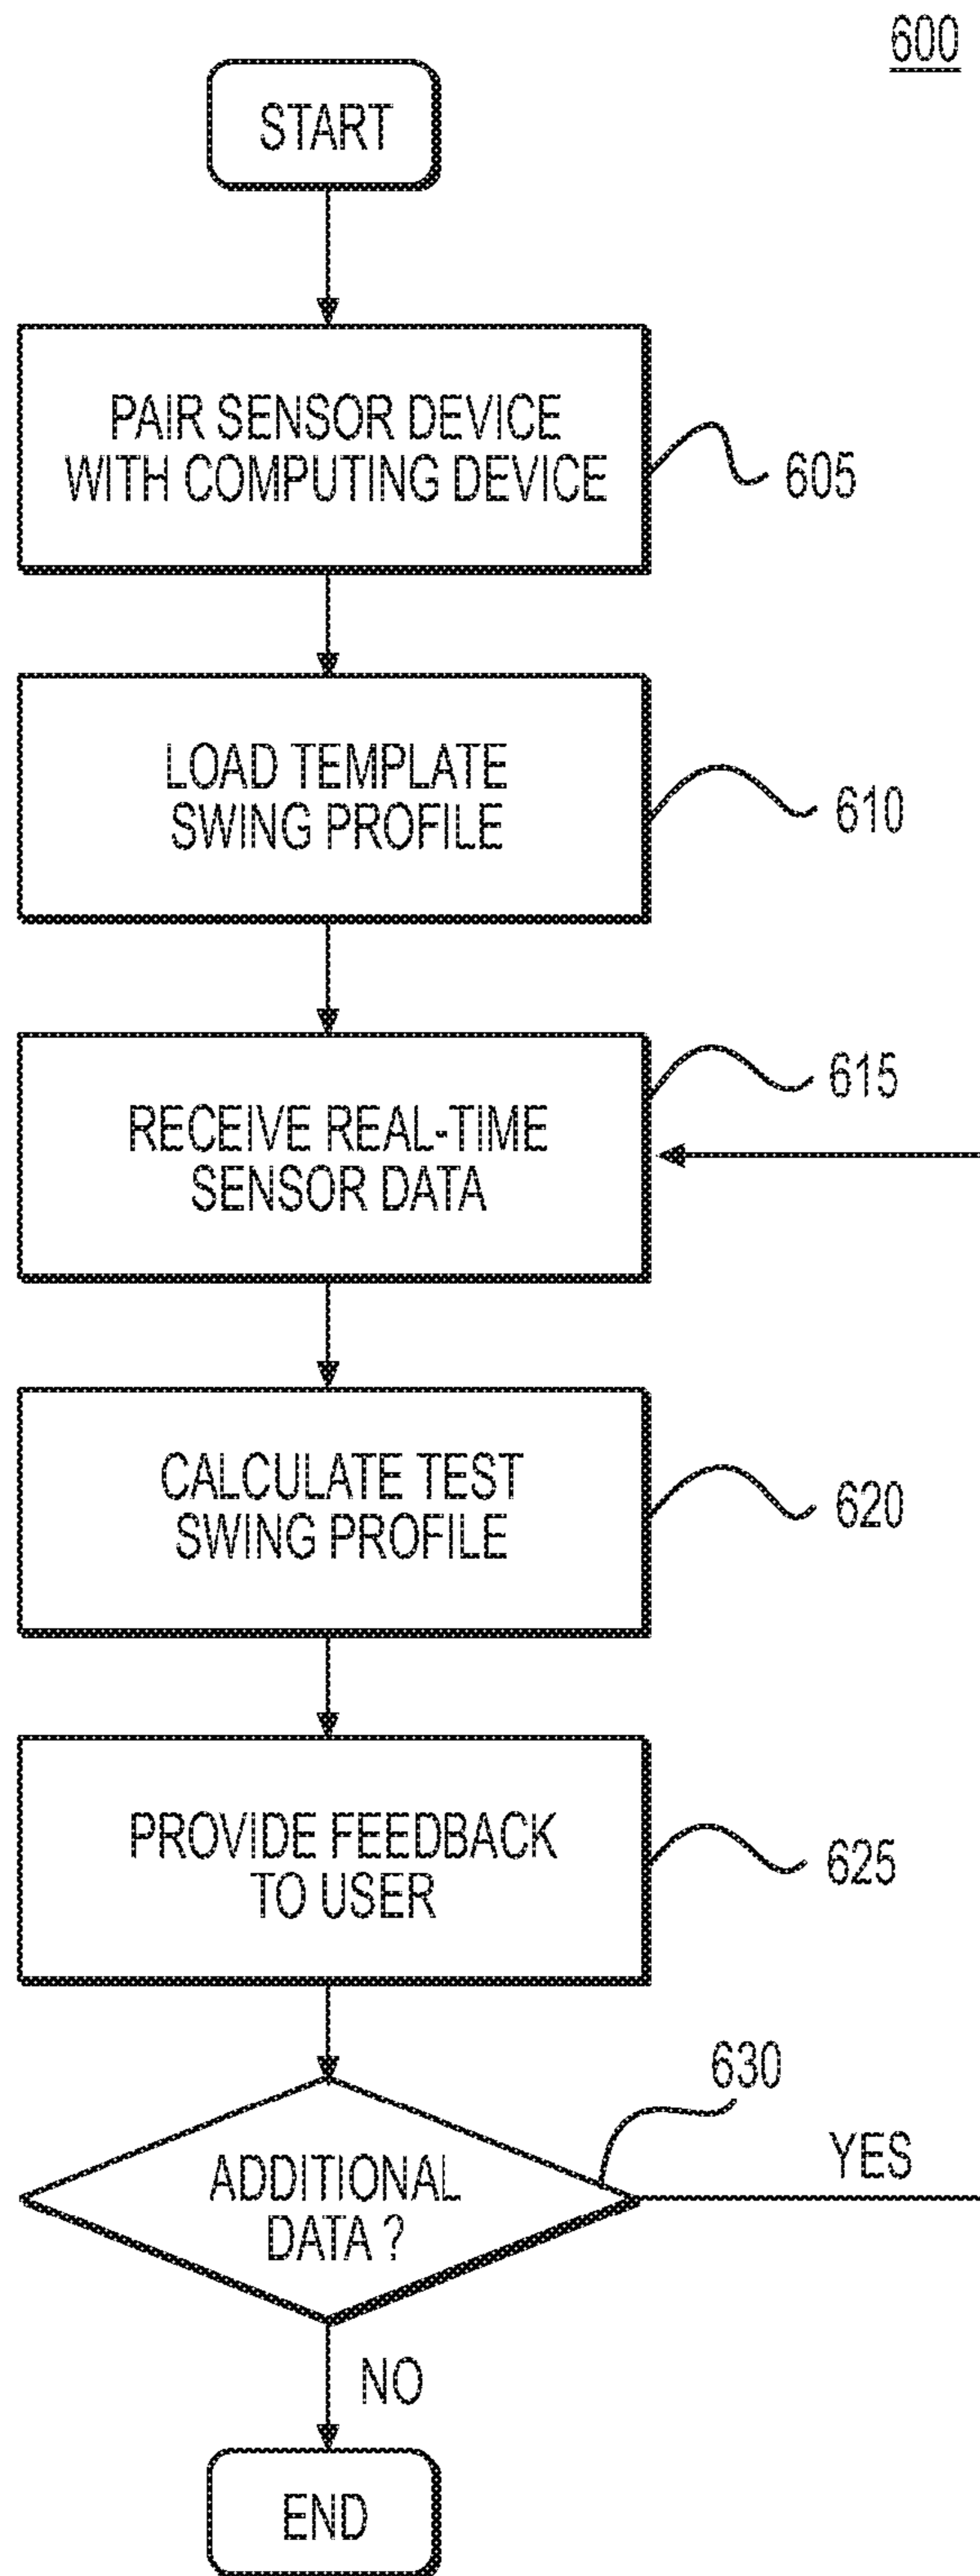 600
START
PAIR SENSOR DEVICE
WITH COMPUTING DEVICE
605
LOAD TEMPLATE
SWING PROFILE
610
615
RECEIVE REAL-TIME
SENSOR DATA
CALCULATE TEST
SWING PROFILE
620
PROVIDE FEEDBACK
TO USER
625
630
ADDITIONAL
DATA ?
YES
NO
END